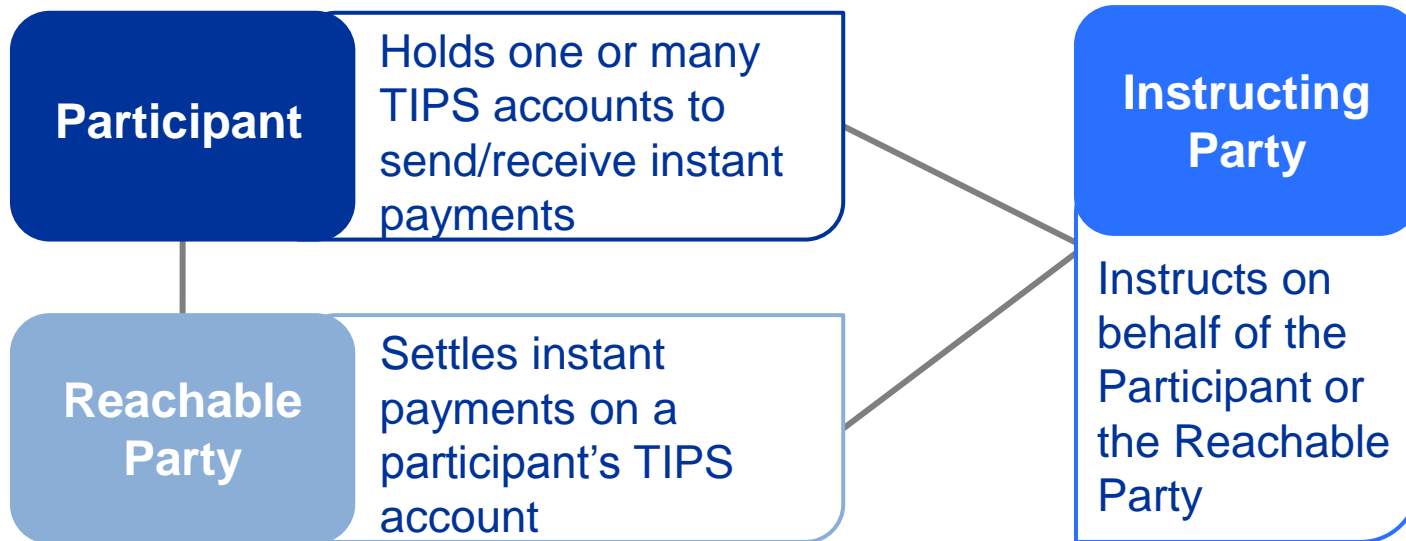 Participant
Holds one or many
TIPS accounts to
send/receive instant
payments
Reachable
Party
Settles instant
payments on a
participant’s TIPS
account
Instructing
Party
Instructs on
behalf of the
Participant or
the Reachable
Party